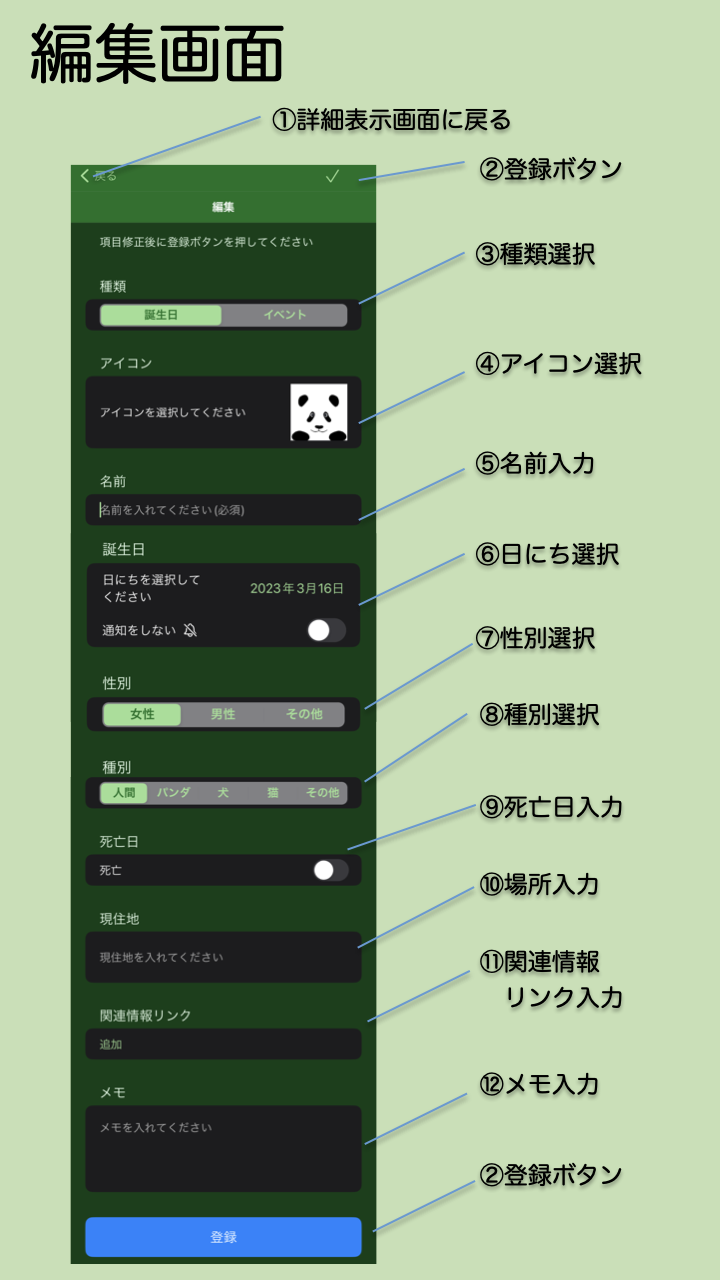 編集画面
①詳細表示画面に戻る
②登録ボタン
戻る
編集
項目修正後に登録ボタンを押してください
③種類選択
種類
誕生日 イベント
④アイコン選択
アイコン
アイコンを選択してください
⑤名前入力
名前
名前を入れてください(必須)
⑥日にち選択
誕生日
日にちを選択して
ください
2023年3月16日
通知をしない
⑦性別選択
性別
女性 男性 その他
⑧種別選択
種別
人間 パンダ 犬 猫 その他
⑨死亡日入力
死亡日
死亡
⑩場所入力
現住地
現住地を入れてください
⑪関連情報
リンク入力
関連情報リンク
追加
⑫メモ入力
メモ
メモを入れてください
②登録ボタン
登録